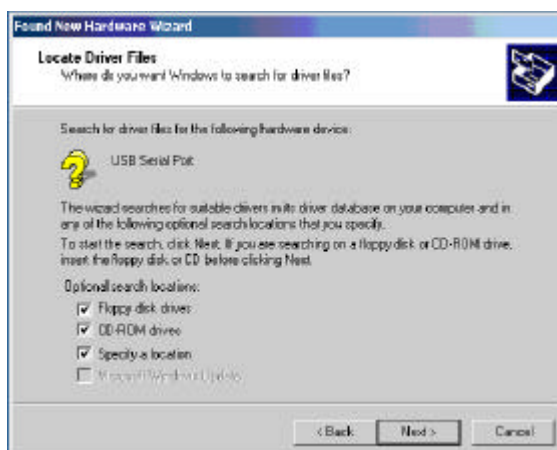 Found New Hardware Wizard
Locate Driver Files
Where do you want Windows to search for driver files?
Search for driver files for the following hardware device:
USB Serial Port
The wizard searches for suitable drivers in its driver database on your computer and in
any of the following optional search locations that you specify.
To start the search, click Next. If you are searching on a floppy disk or CD-ROM drive,
insert the floppy disk or CD before clicking Next.
Optional search locations:
Floppy disk drives
CD-ROM drives
Specify a location
Microsoft Windows Update
< Back
Next >
Cancel